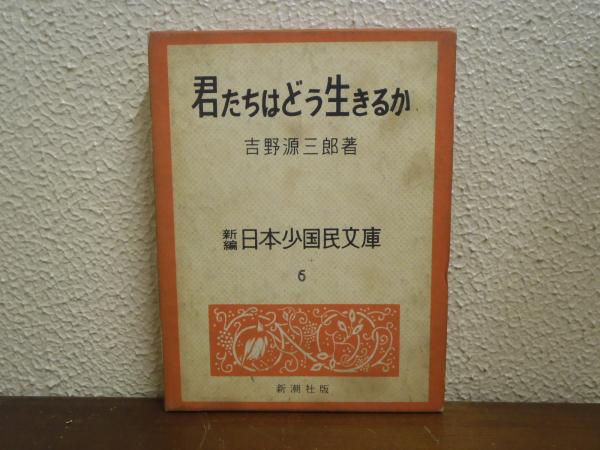 君たちはどう生きるか
吉野源三郎著
新編 日本少国民文庫
6
新潮社版